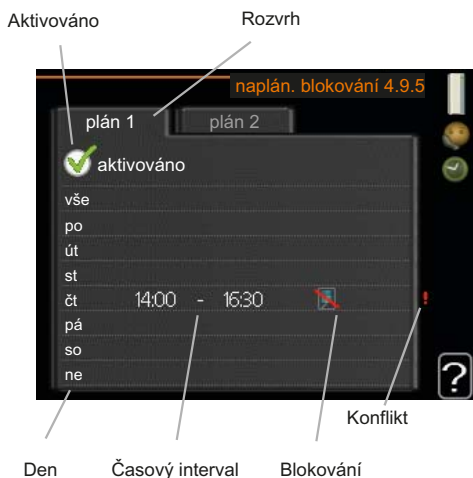 Aktivováno Rozvrh
naplán. blokování 4.9.5
plán 1 plán 2
aktivováno
vše
po
út
st
čt 14:00 - 16:30 !
pá
so
ne
?
Konflikt
Den Časový interval Blokování